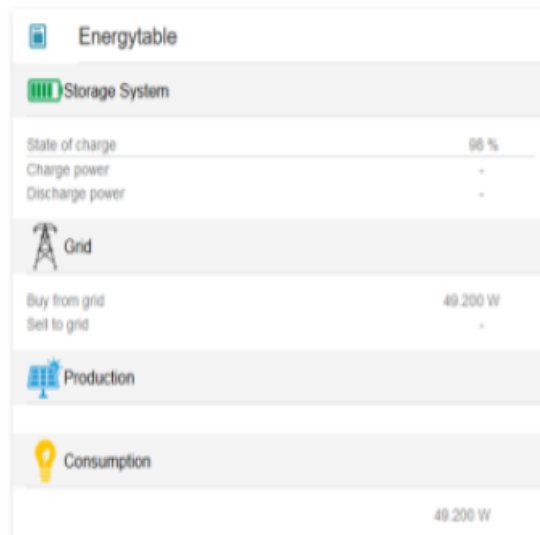 Energytable
Storage System
State of charge 98 %
Charge power -
Discharge power -
Grid
Buy from grid 49.200 W
Sell to grid -
Production
Consumption
49.200 W